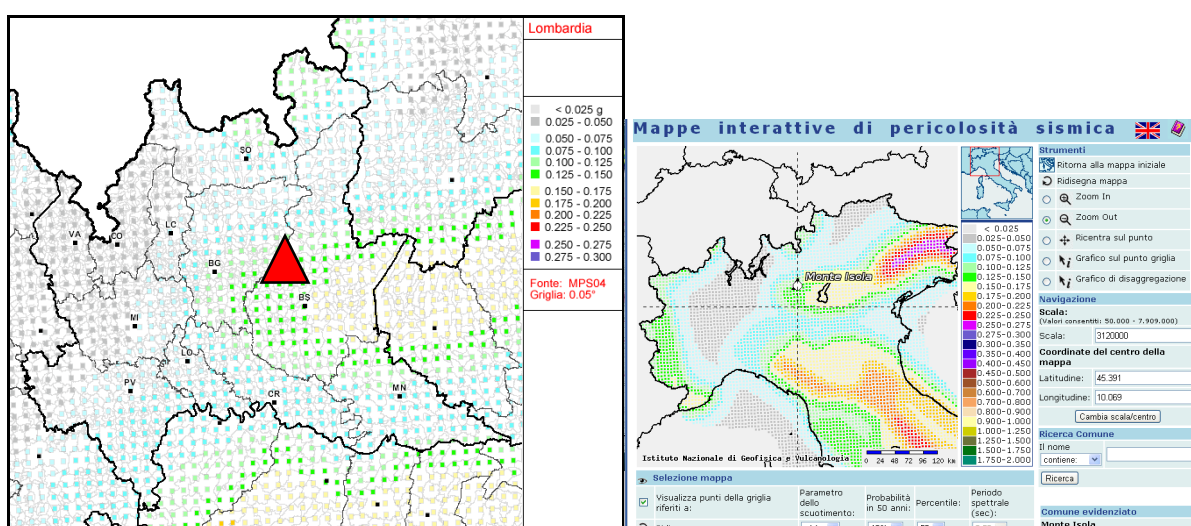 Lombardia
< 0.025 g
0.025 - 0.050
0.050 - 0.075
0.075 - 0.100
0.100 - 0.125
0.125 - 0.150
0.150 - 0.175
0.175 - 0.200
0.200 - 0.225
0.225 - 0.250
0.250 - 0.275
0.275 - 0.300
Fonte: MPS04
Griglia: 0.05°
SO
VA
CO
LC
BG
BS
MI
LO
PV
CR
MN
Mappe interattive di pericolosità sismica
Monte Isola
Istituto Nazionale di Geofisica e Vulcanologia
0 24 48 72 96 120 km
< 0.025
0.025-0.050
0.050-0.075
0.075-0.100
0.100-0.125
0.125-0.150
0.150-0.175
0.175-0.200
0.200-0.225
0.225-0.250
0.250-0.275
0.275-0.300
0.300-0.350
0.350-0.400
0.400-0.450
0.450-0.500
0.500-0.600
0.600-0.700
0.700-0.800
0.800-0.900
0.900-1.000
1.000-1.250
1.250-1.500
1.500-1.750
1.750-2.000
Strumenti
Ritorna alla mappa iniziale
Ridisegna mappa
Zoom In
Zoom Out
Ricentra sul punto
Grafico sul punto griglia
Grafico di disaggregazione
Navigazione
Scala:
(Valori consentiti: 50.000 - 7.909.000)
Scala: 3120000
Coordinate del centro della
mappa
Latitudine: 45.391
Longitudine: 10.069
Cambia scala/centro
Ricerca Comune
Il nome
contiene:
Ricerca
Comune evidenziato
Monte Isola
Selezione mappa
Visualizza punti della griglia
riferiti a:
Parametro
dello
scuotimento:
Probabilità
in 50 anni:
Percentile:
Periodo
spettrale
(sec):